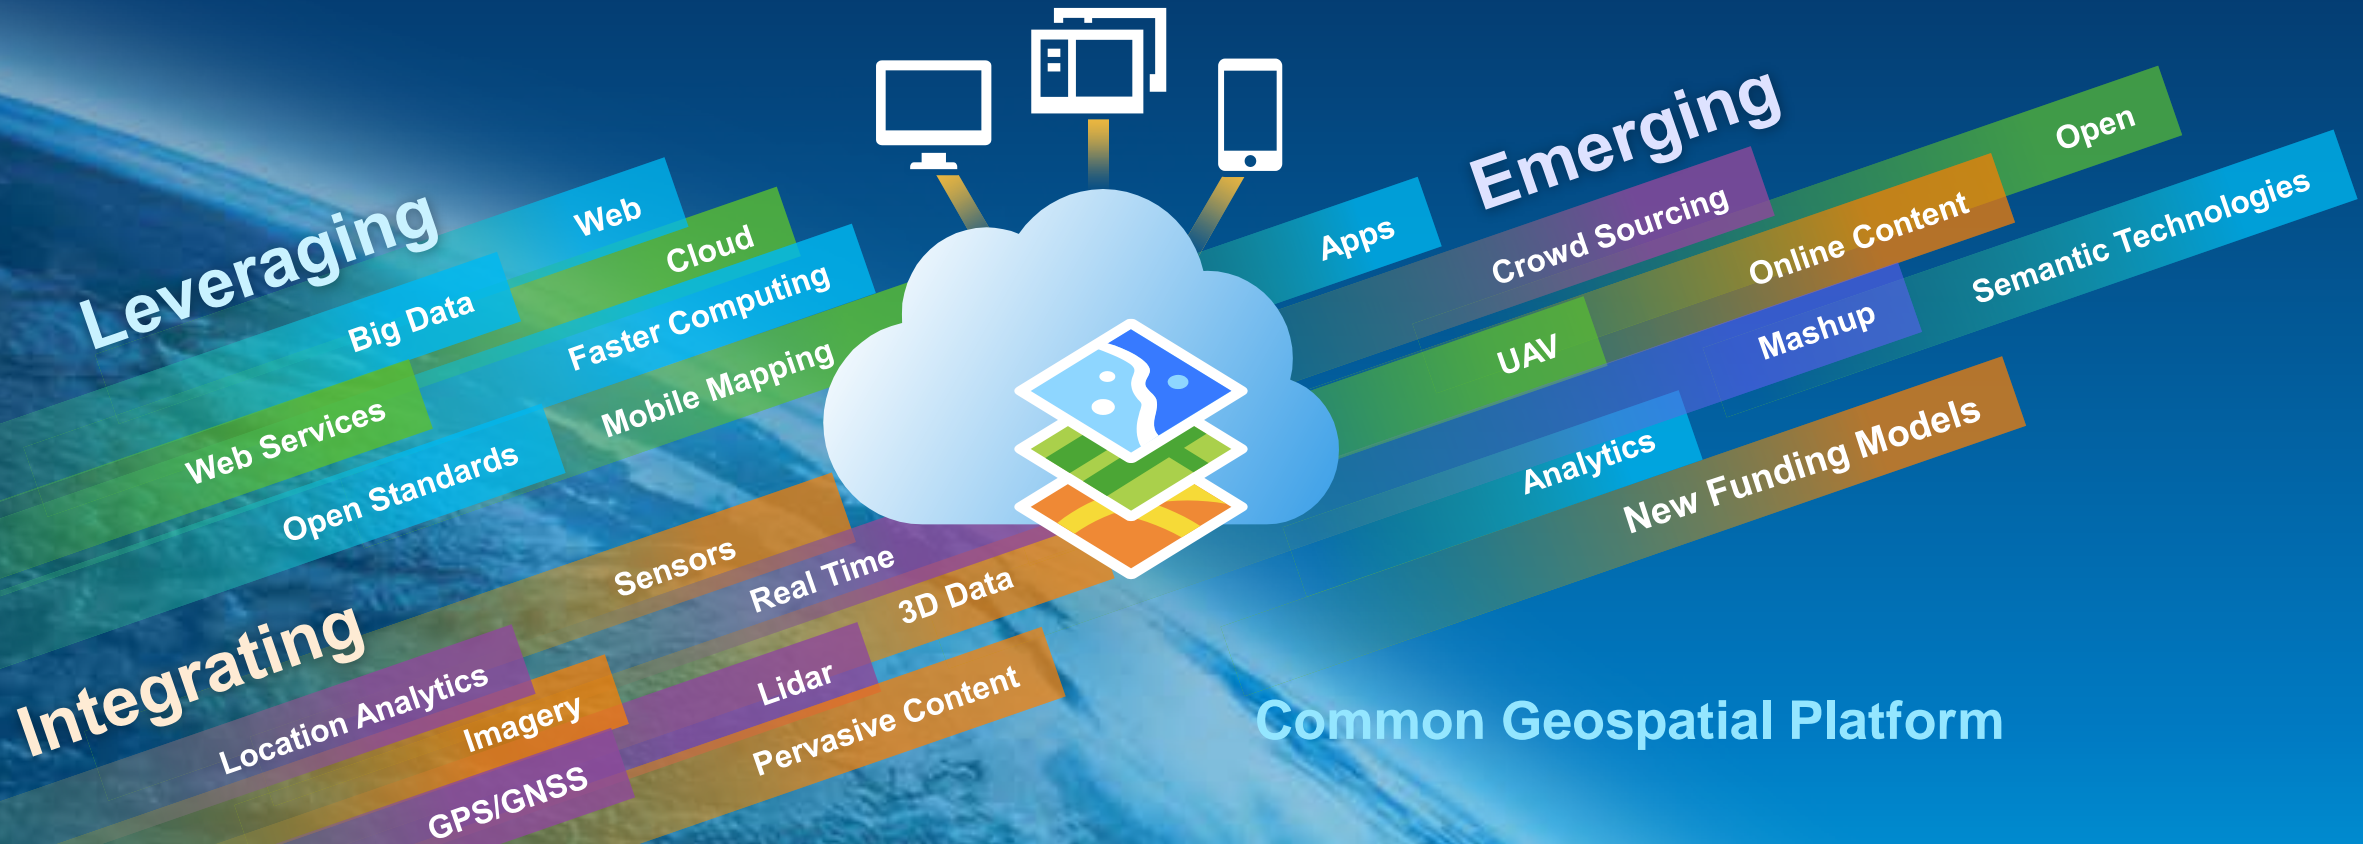 Leveraging
Web
Cloud
Big Data
Faster Computing
Web Services
Mobile Mapping
Open Standards
Integrating
Sensors
Real Time
3D Data
Location Analytics
Imagery
Lidar
Pervasive Content
GPS/GNSS
Emerging
Open
Apps
Crowd Sourcing
Online Content
Semantic Technologies
UAV
Mashup
Analytics
New Funding Models
Common Geospatial Platform